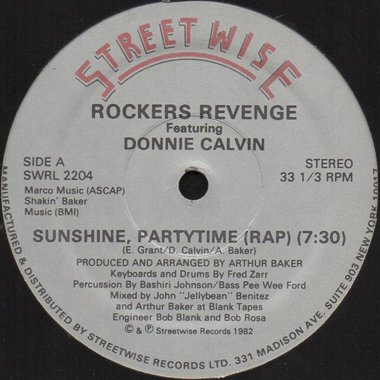 STREET WISE
ROCKERS REVENGE
Featuring
DONNIE CALVIN
SIDE A
SWRL 2204
Marco Music (ASCAP)
Shakin' Baker
Music (BMI)
STEREO
33 1/3 RPM
SUNSHINE, PARTYTIME (RAP) (7:30)
(E. Grant/D. Calvin/A. Baker)
PRODUCED AND ARRANGED BY ARTHUR BAKER
Keyboards and Drums By Fred Zarr
Percussion By Bashiri Johnson/Bass Pee Wee Ford
Mixed by John "Jellybean" Benitez
and Arthur Baker at Blank Tapes
Engineer Bob Blank and Bob Rosa
© & Ⓟ Streetwise Records 1982
MANUFACTURED & DISTRIBUTED BY STREETWISE RECORDS LTD. 331 MADISON AVE. SUITE 903 NEW YORK 10017